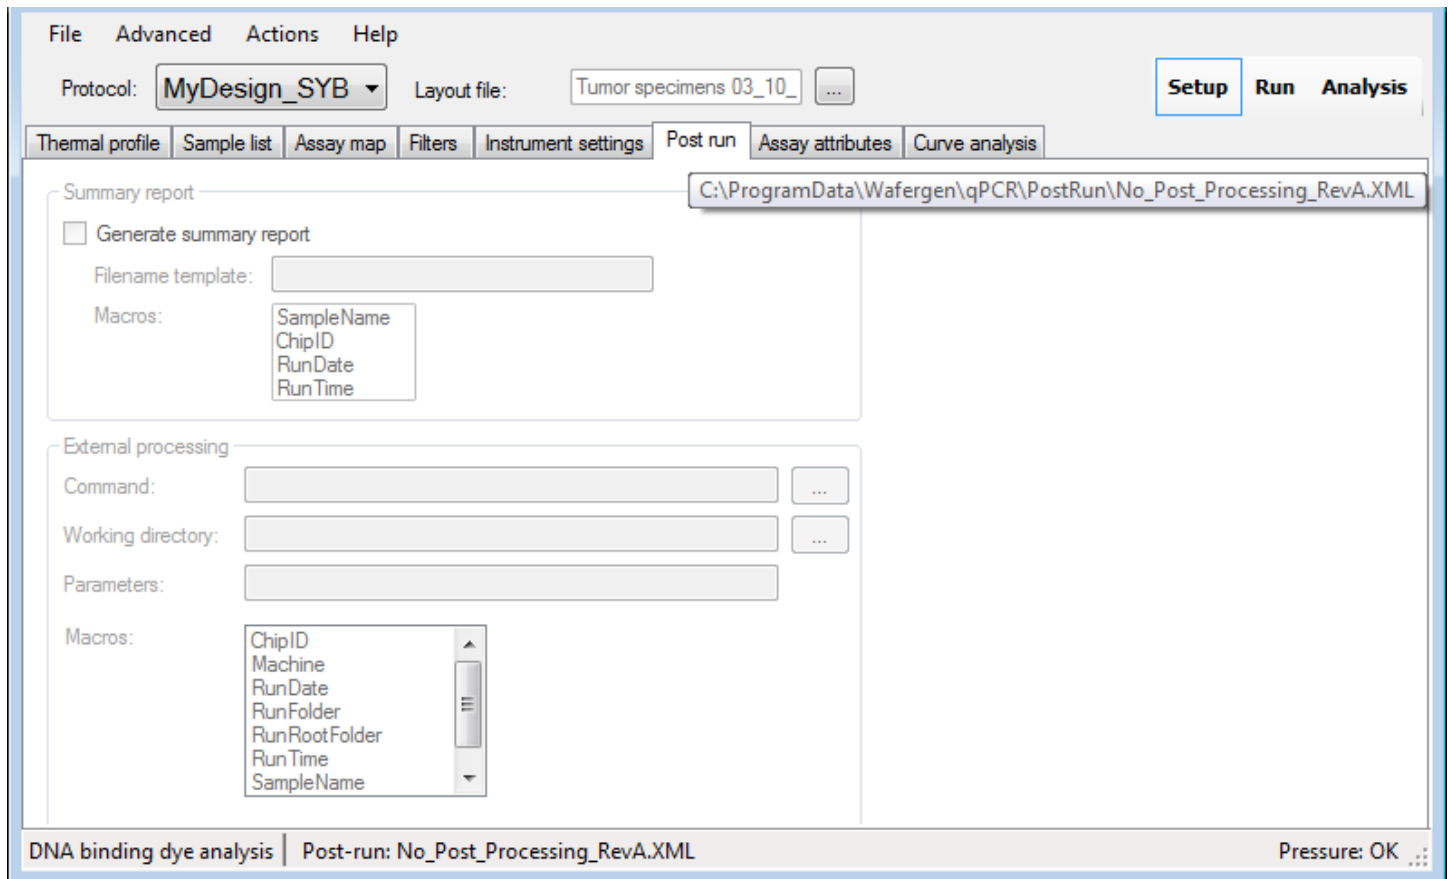 File Advanced Actions Help
Protocol: MyDesign_SYB Layout file: Tumor specimens 03_10_ ... Setup Run Analysis
Thermal profile Sample list Assay map Filters Instrument settings Post run Assay attributes Curve analysis
C:\ProgramData\Wafergen\qPCR\PostRun\No_Post_Processing_RevA.XML
Summary report
Generate summary report
Filename template:
Macros:
SampleName
ChipID
RunDate
RunTime
External processing
Command: ...
Working directory: ...
Parameters:
Macros:
ChipID
Machine
RunDate
RunFolder
RunRootFolder
RunTime
SampleName
DNA binding dye analysis Post-run: No_Post_Processing_RevA.XML Pressure: OK